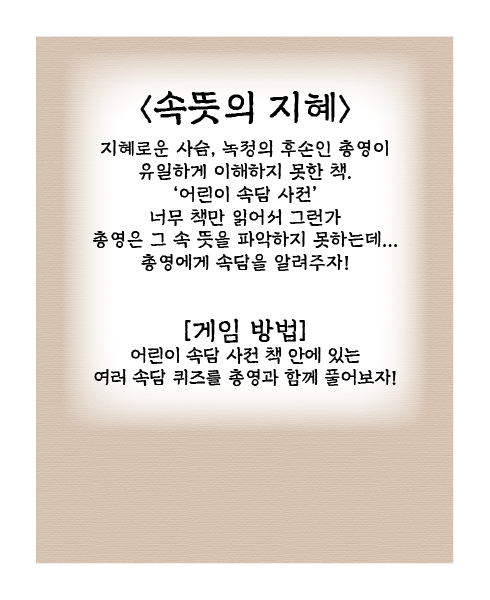 <속뜻의 지혜>
지혜로운 사슴, 녹정의 후손인 총영이
유일하게 이해하지 못한 책.
‘어린이 속담 사전’
너무 책만 읽어서 그런가
총영은 그 속 뜻을 파악하지 못하는데...
총영에게 속담을 알려주자!
[게임 방법]
어린이 속담 사전 책 안에 있는
여러 속담 퀴즈를 총영과 함께 풀어보자!